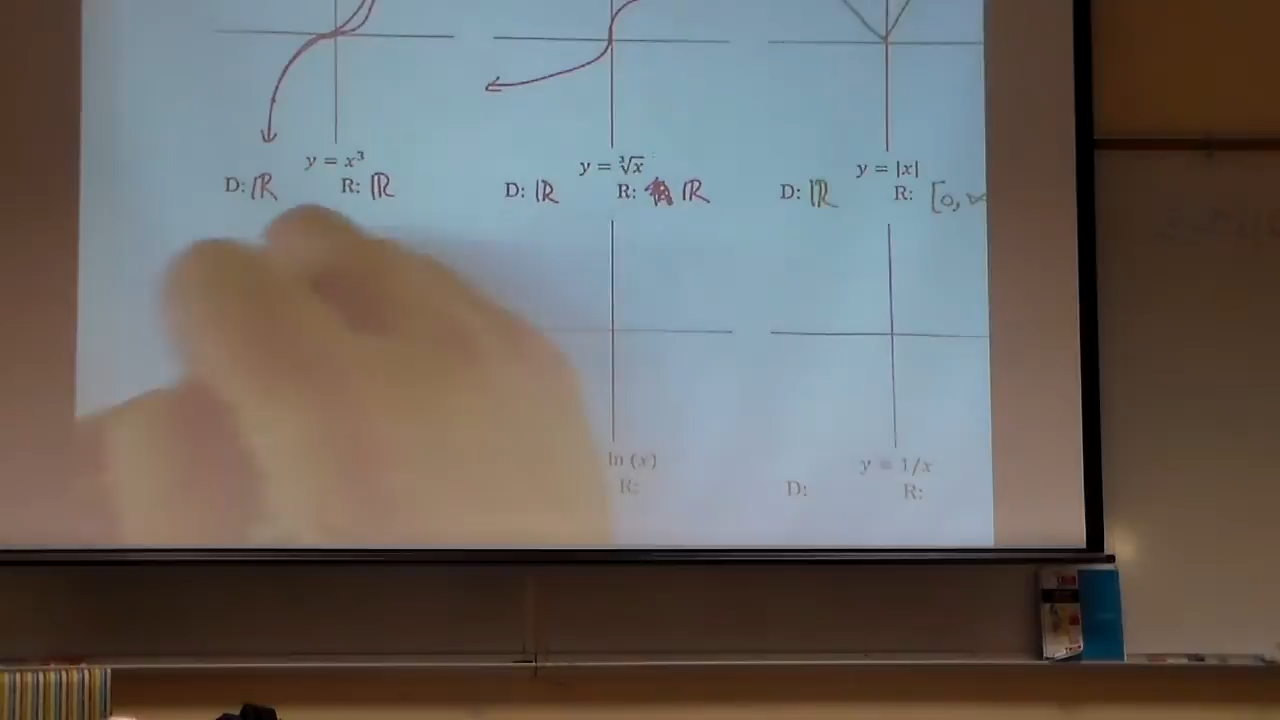 y = x³ y = ∛x y = |x|
D: ℝ R: ℝ D: ℝ R: ℝ D: ℝ R: [0, ∞
ln (x) y = 1/x
R: D: R: